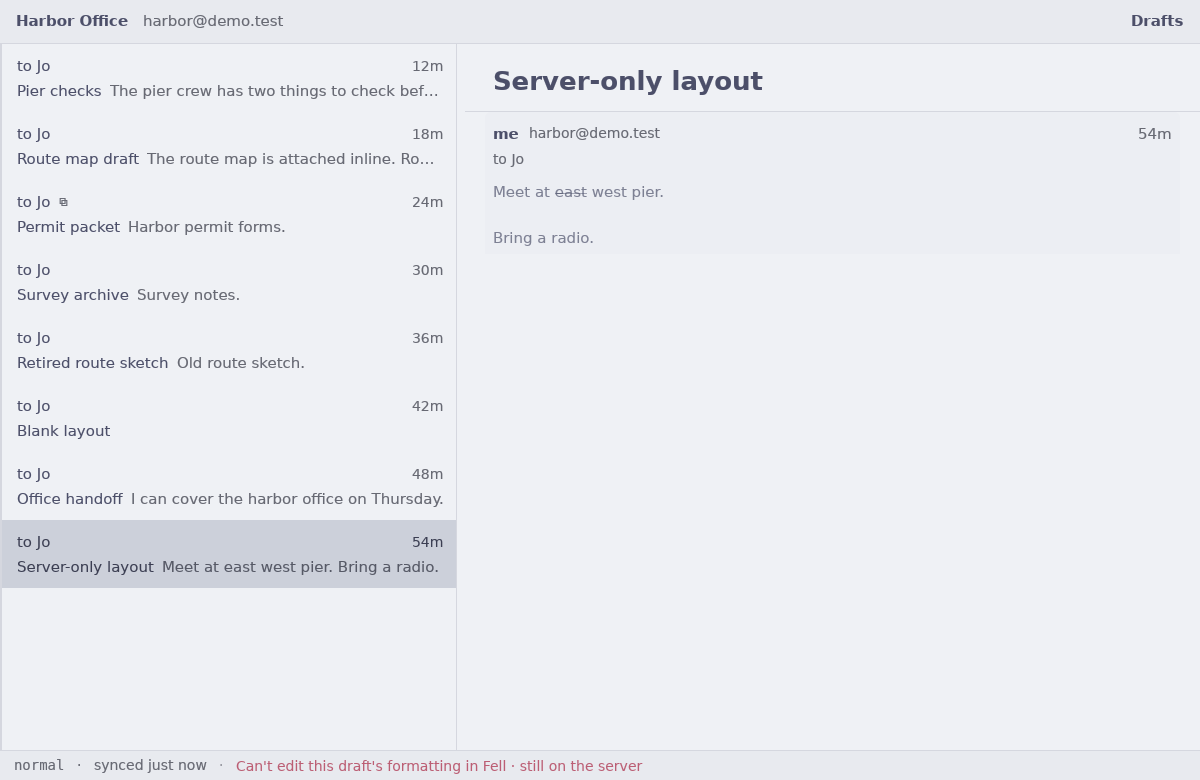 Harbor Office harbor@demo.test Drafts
to Jo 12m
Pier checks The pier crew has two things to check bef…
to Jo 18m
Route map draft The route map is attached inline. Ro…
to Jo 24m
Permit packet Harbor permit forms.
to Jo 30m
Survey archive Survey notes.
to Jo 36m
Retired route sketch Old route sketch.
to Jo 42m
Blank layout
to Jo 48m
Office handoff I can cover the harbor office on Thursday.
to Jo 54m
Server-only layout Meet at east west pier. Bring a radio.
Server-only layout
me harbor@demo.test 54m
to Jo
Meet at east west pier.
Bring a radio.
normal · synced just now · Can't edit this draft's formatting in Fell · still on the server